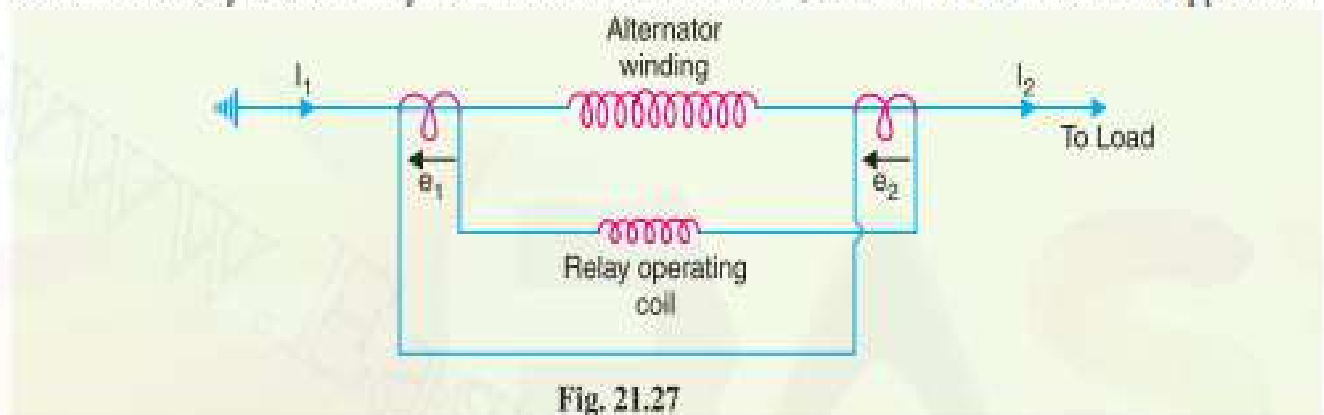 Alternator
winding
I₁
I₂
To Load
e₁
e₂
Relay operating
coil
Fig. 21.27